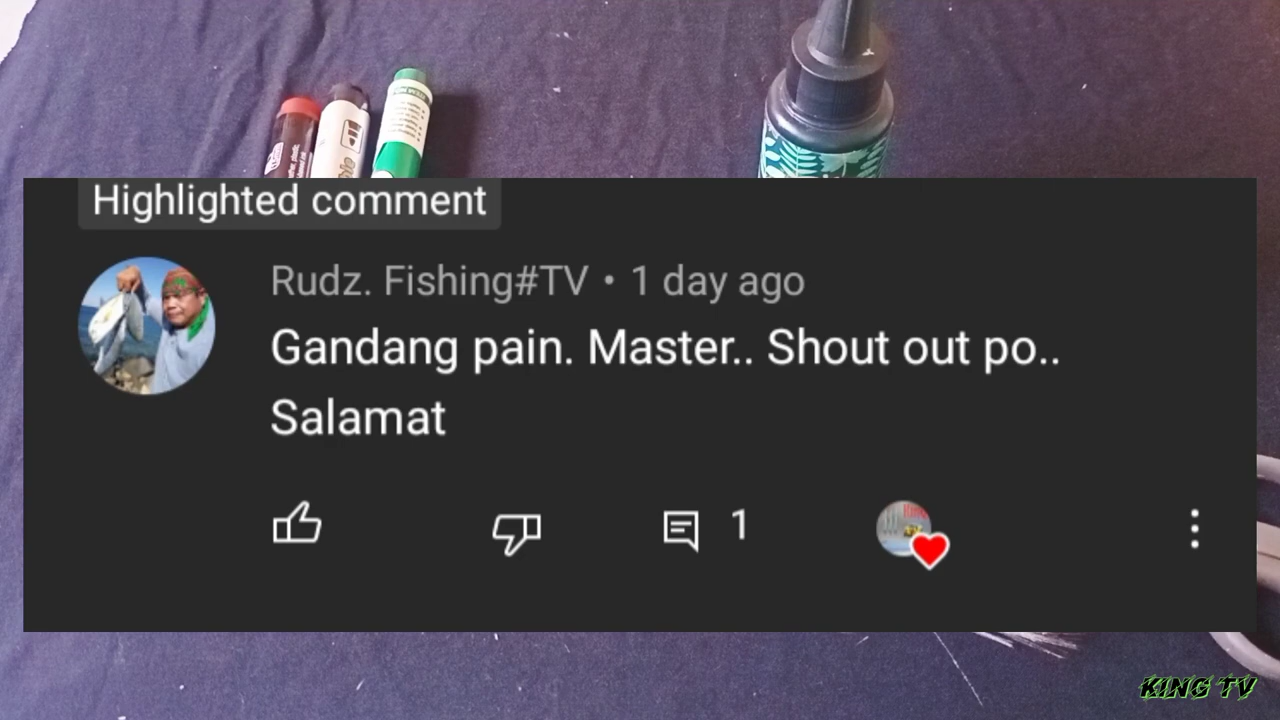 Highlighted comment
Rudz. Fishing#TV • 1 day ago
Gandang pain. Master.. Shout out po..
Salamat
1
KING TV